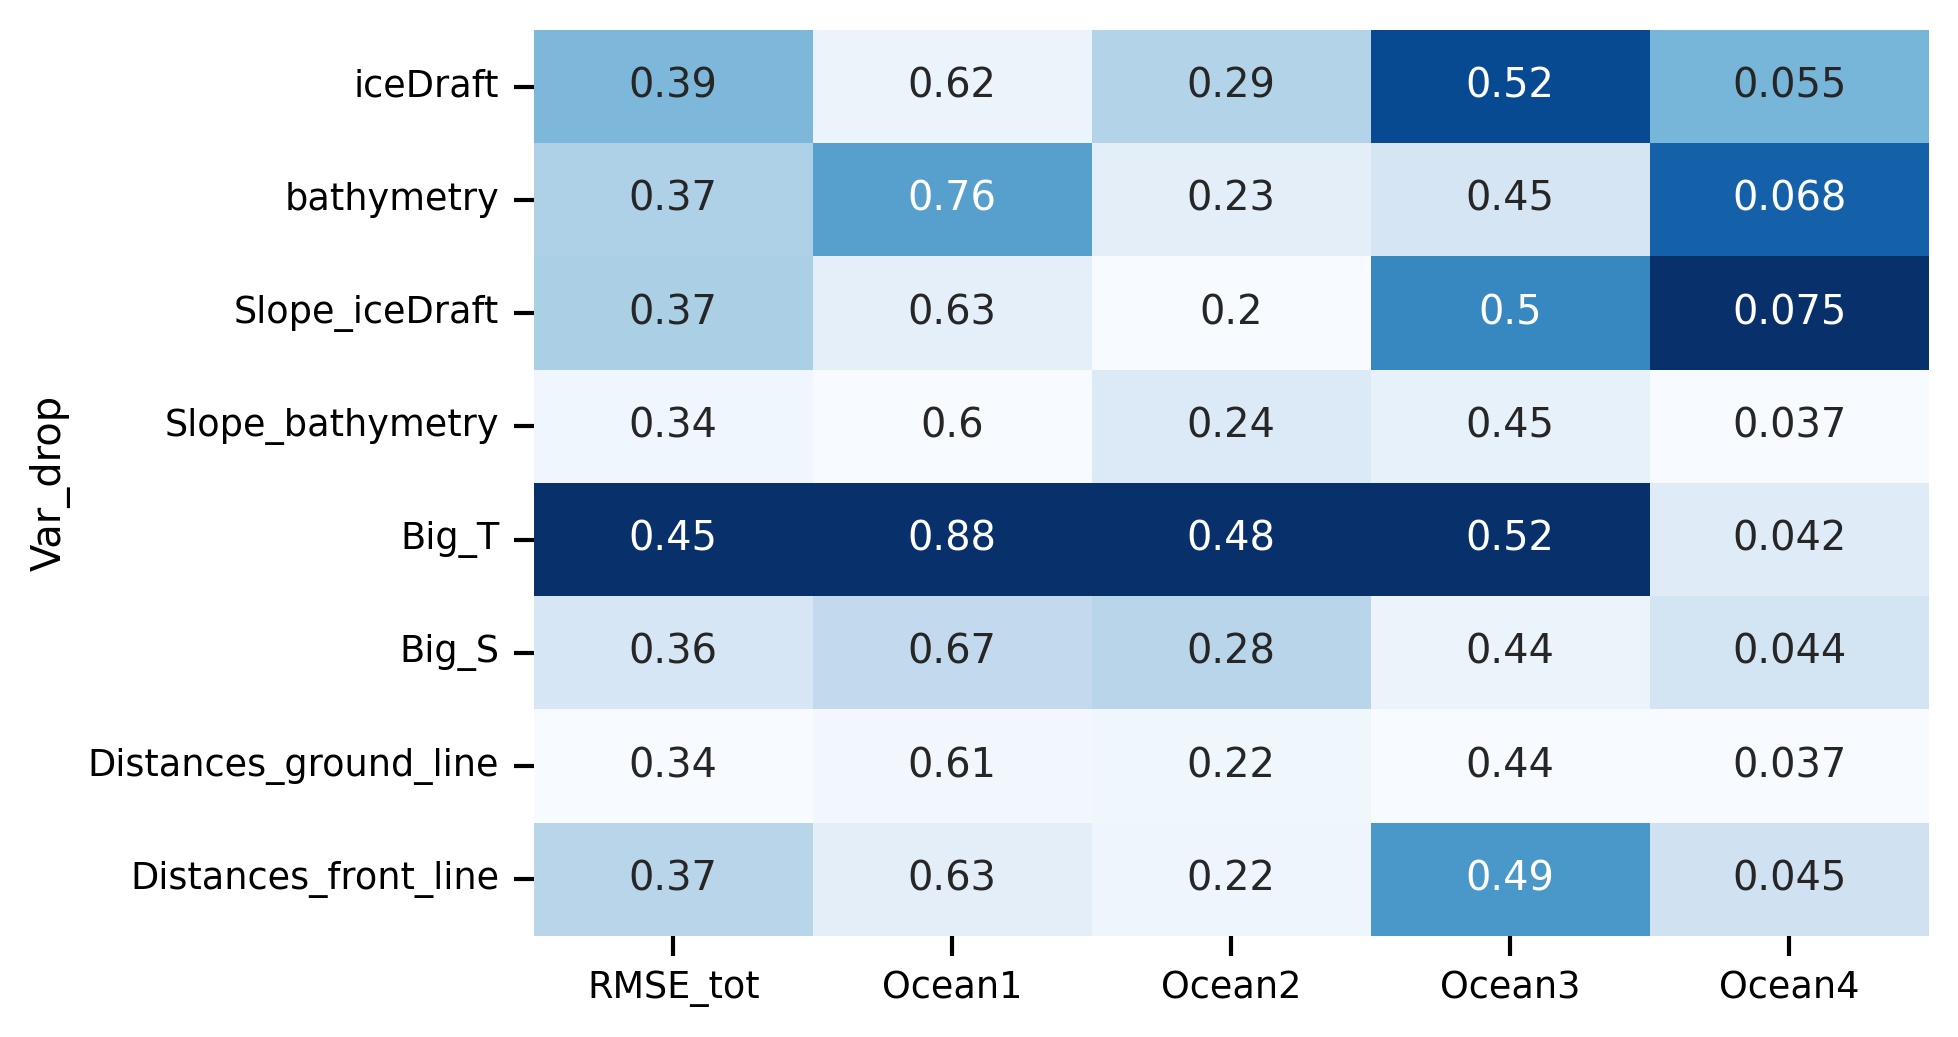 Var_drop
iceDraft 0.39 0.62 0.29 0.52 0.055
bathymetry 0.37 0.76 0.23 0.45 0.068
Slope_iceDraft 0.37 0.63 0.2 0.5 0.075
Slope_bathymetry 0.34 0.6 0.24 0.45 0.037
Big_T 0.45 0.88 0.48 0.52 0.042
Big_S 0.36 0.67 0.28 0.44 0.044
Distances_ground_line 0.34 0.61 0.22 0.44 0.037
Distances_front_line 0.37 0.63 0.22 0.49 0.045
RMSE_tot Ocean1 Ocean2 Ocean3 Ocean4